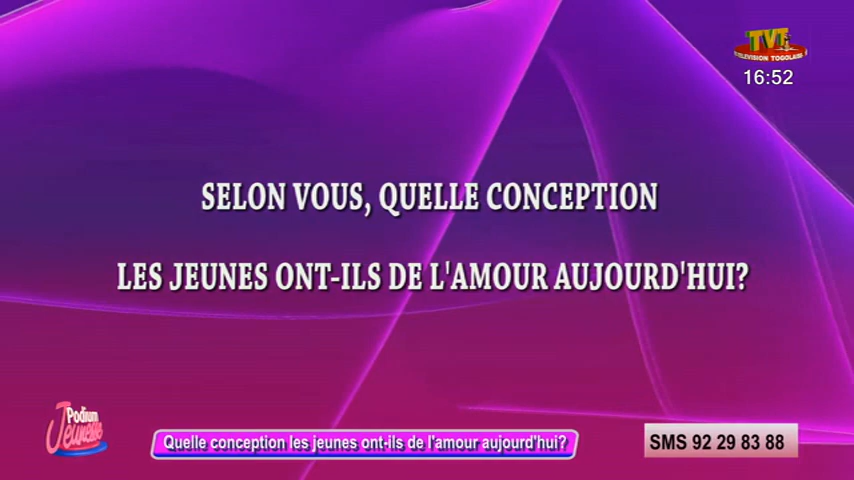 TVT
TELEVISION TOGOLAISE
16:52
SELON VOUS, QUELLE CONCEPTION
LES JEUNES ONT-ILS DE L'AMOUR AUJOURD'HUI?
Podium
Jeunesse
Quelle conception les jeunes ont-ils de l'amour aujourd'hui?
SMS 92 29 83 88